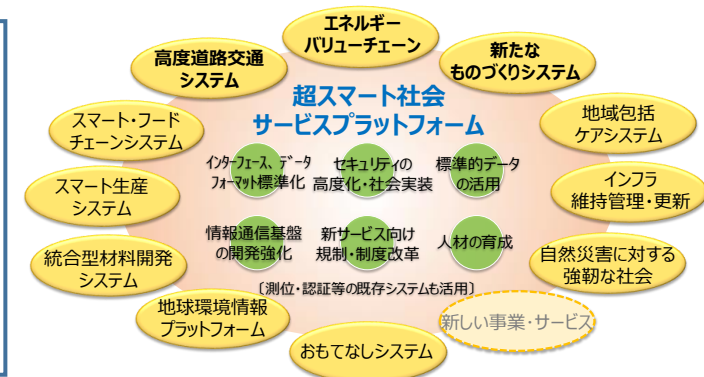 エネルギー
バリューチェーン
高度道路交通
システム
新たな
ものづくりシステム
超スマート社会
サービスプラットフォーム
スマート・フード
チェーンシステム
地域包括
ケアシステム
インターフェース、データ
フォーマット標準化
セキュリティの
高度化・社会実装
標準的データ
の活用
スマート生産
システム
インフラ
維持管理・更新
情報通信基盤
の開発強化
新サービス向け
規制・制度改革
人材の育成
統合型材料開発
システム
自然災害に対する
強靭な社会
〔測位・認証等の既存システムも活用〕
地球環境情報
プラットフォーム
新しい事業・サービス
おもてなしシステム